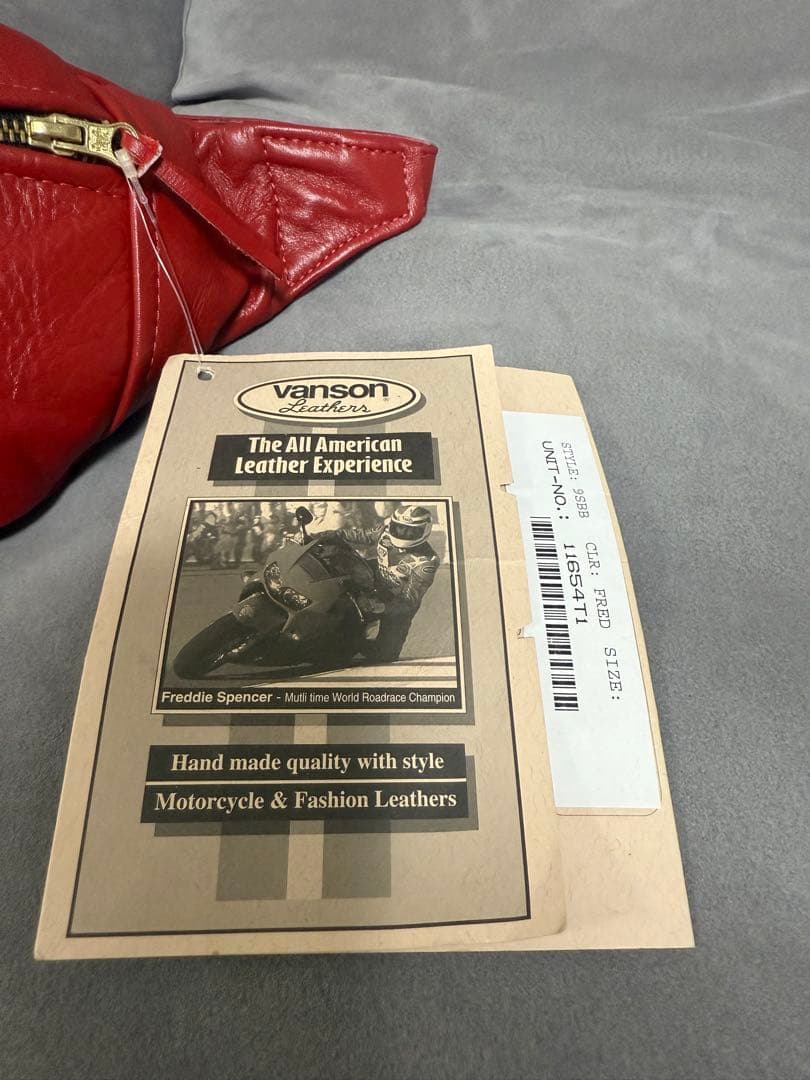 vanson®
Leathers
The All American
Leather Experience
Freddie Spencer - Mutli time World Roadrace Champion
Hand made quality with style
Motorcycle & Fashion Leathers
STYLE: 9SBB CLR: FRED SIZE:
UNIT-NO.: 11654T1